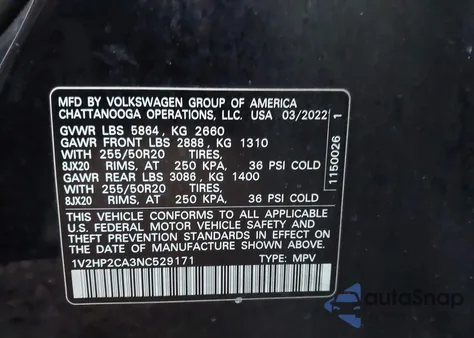 MFD BY VOLKSWAGEN GROUP OF AMERICA
CHATTANOOGA OPERATIONS, LLC. USA 03/2022
GVWR LBS 5864, KG 2660
GAWR FRONT LBS 2888, KG 1310
WITH 255/50R20 TIRES,
8JX20 RIMS, AT 250 KPA, 36 PSI COLD
GAWR REAR LBS 3086, KG 1400
WITH 255/50R20 TIRES,
8JX20 RIMS, AT 250 KPA, 36 PSI COLD
THIS VEHICLE CONFORMS TO ALL APPLICABLE
U.S. FEDERAL MOTOR VEHICLE SAFETY
STANDARDS IN EFFECT ON THE
DATE OF MANUFACTURE SHOWN ABOVE.
1V2HP2CA3NC529171 TYPE: MPV
1150026 1
autoSnap